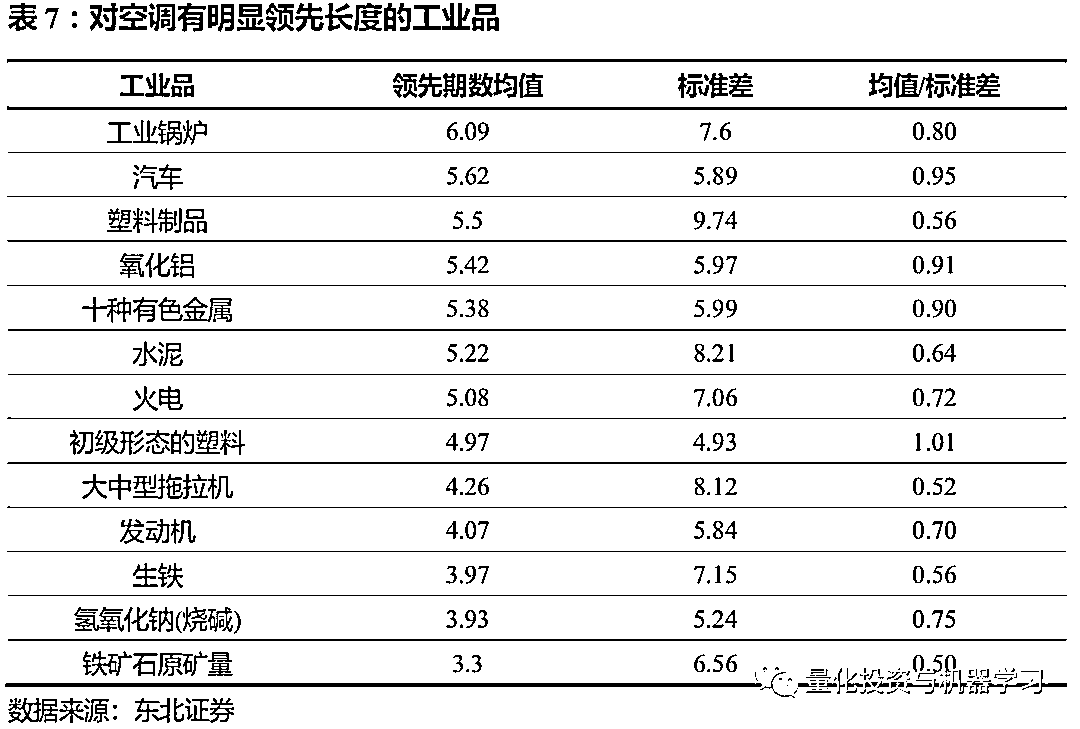 表 7：对空调有明显领先长度的工业品
工业品 领先期数均值 标准差 均值/标准差
工业锅炉 6.09 7.6 0.80
汽车 5.62 5.89 0.95
塑料制品 5.5 9.74 0.56
氧化铝 5.42 5.97 0.91
十种有色金属 5.38 5.99 0.90
水泥 5.22 8.21 0.64
火电 5.08 7.06 0.72
初级形态的塑料 4.97 4.93 1.01
大中型拖拉机 4.26 8.12 0.52
发动机 4.07 5.84 0.70
生铁 3.97 7.15 0.56
氢氧化钠(烧碱) 3.93 5.24 0.75
铁矿石原矿量 3.3 6.56 0.50
量化投资与机器学习
数据来源：东北证券